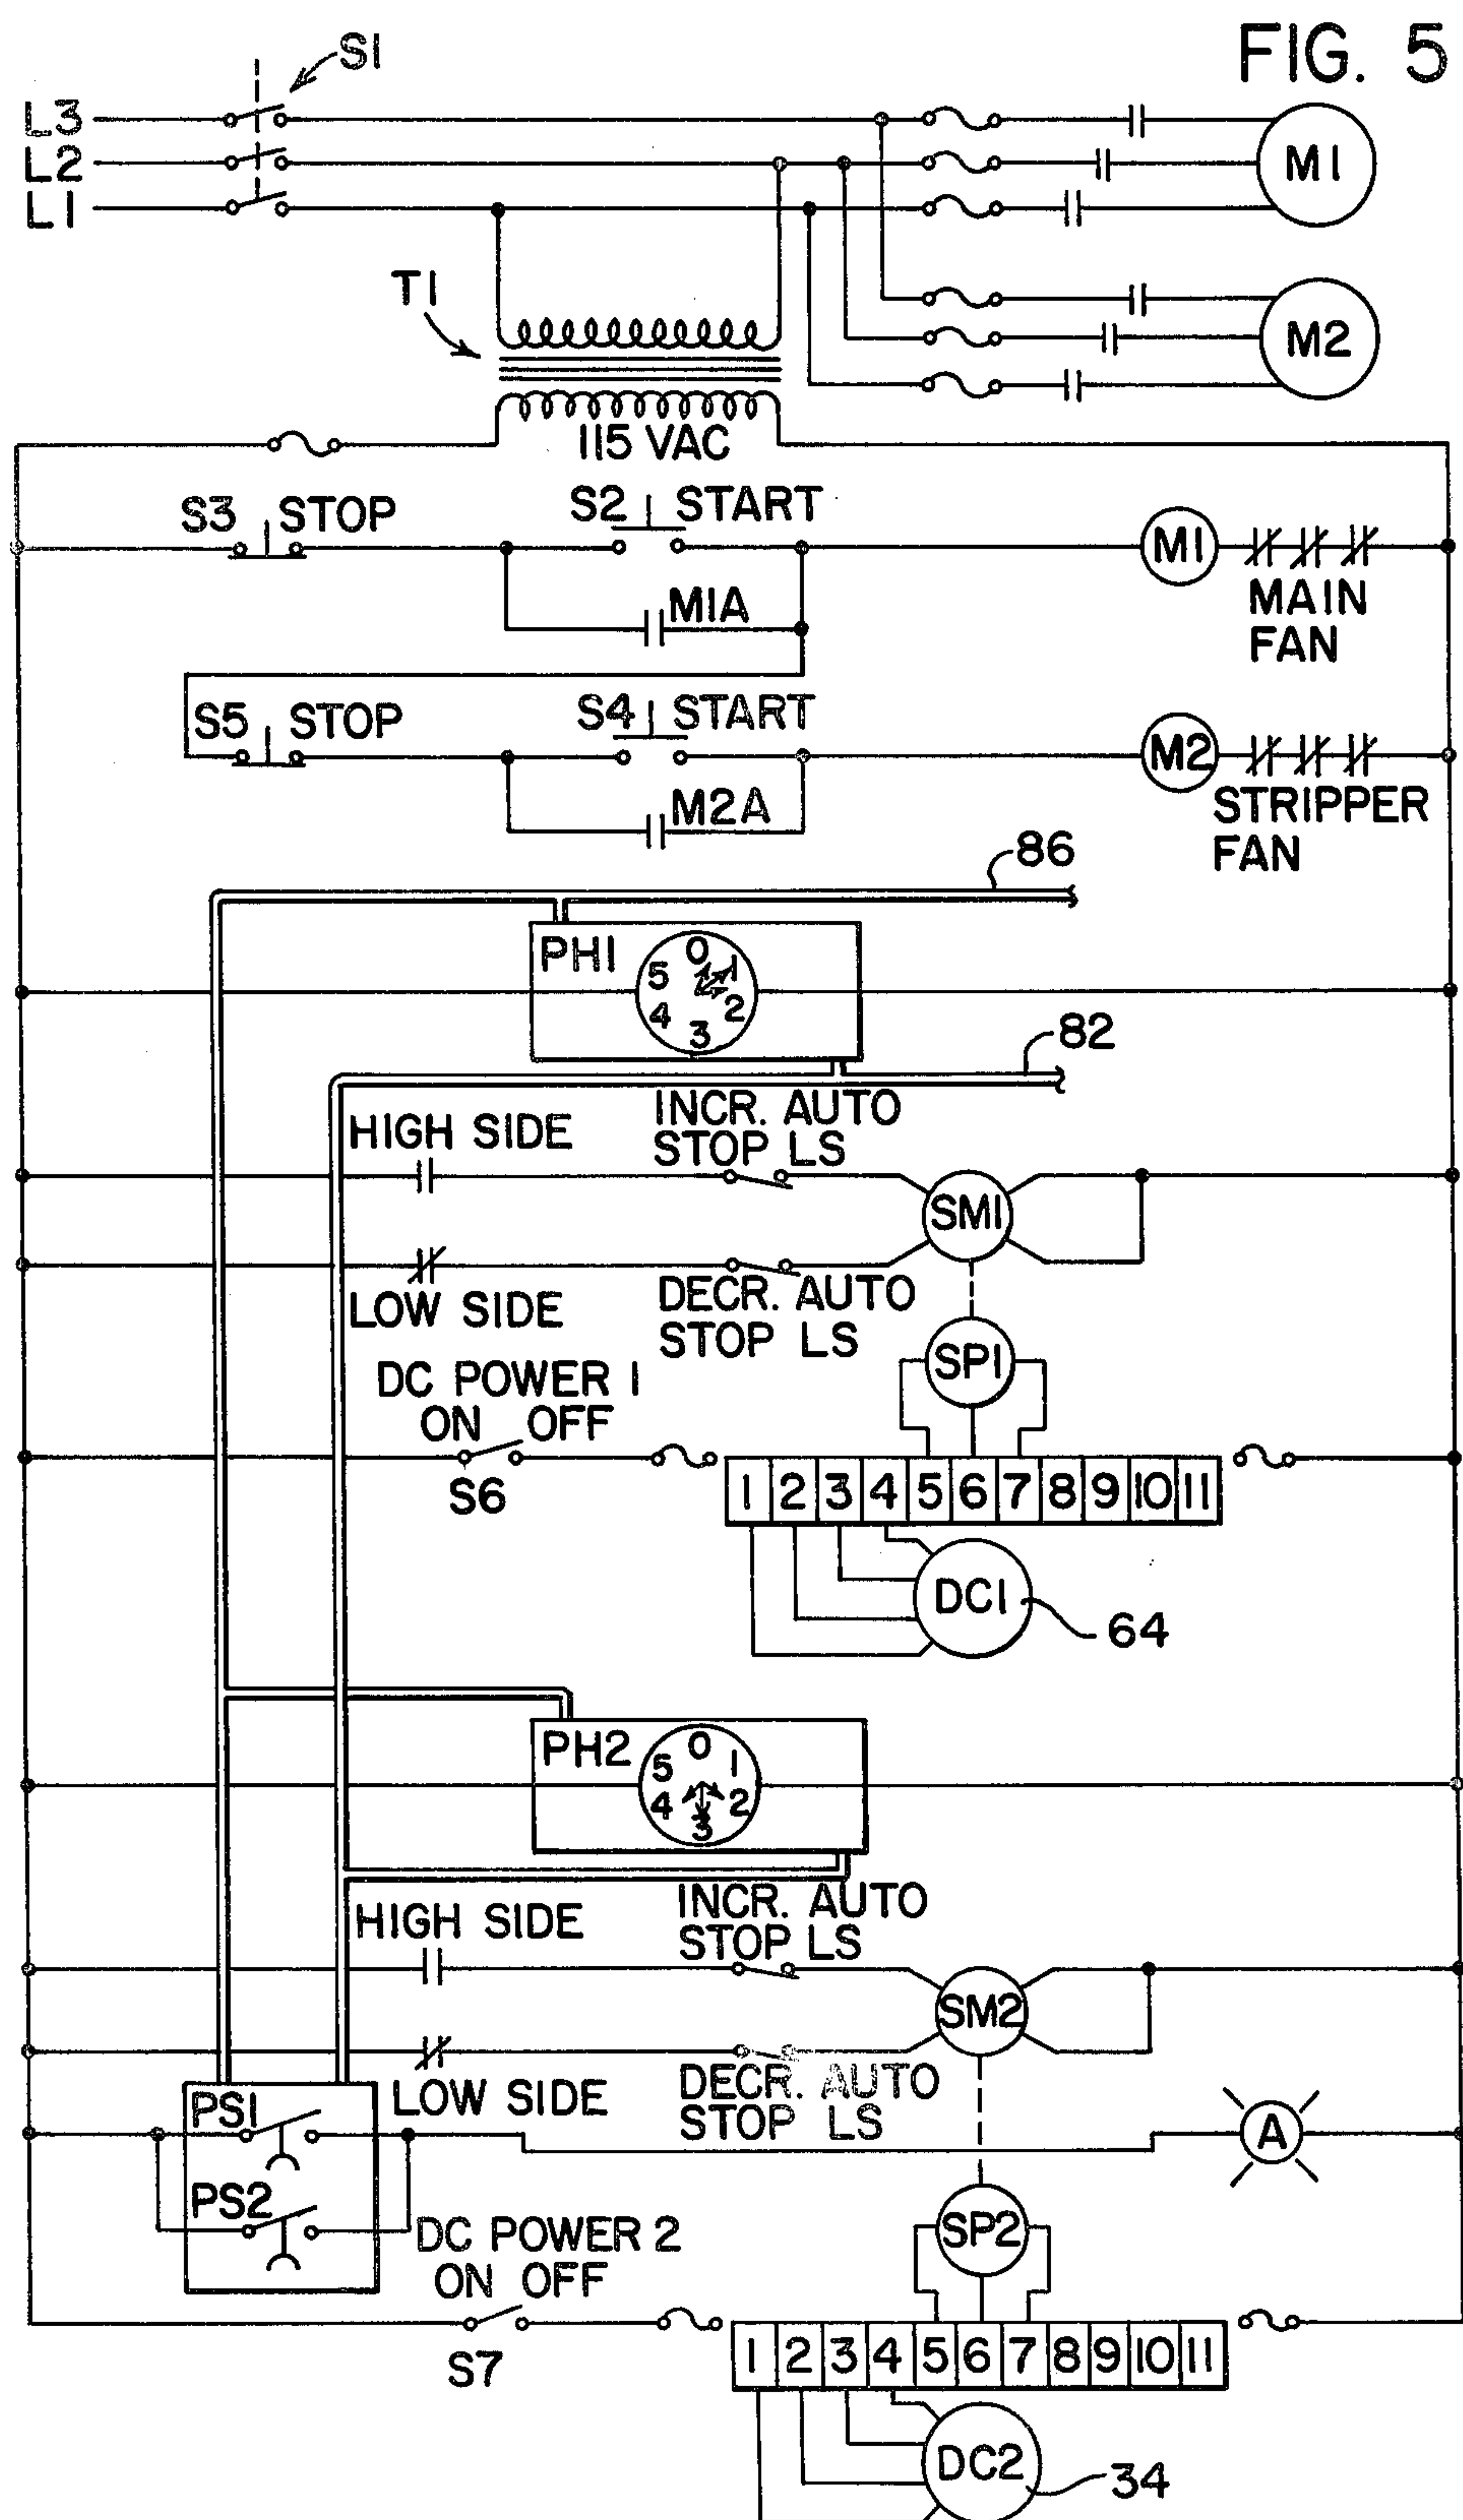 FIG. 5
S1
L3
L2
L1
M1
T1
M2
115 VAC
S3 STOP
S2 START
M1
MAIN
FAN
M1A
S5 STOP
S4 START
M2
STRIPPER
FAN
M2A
86
PH1
0
1
2
3
4
5
82
HIGH SIDE
INCR. AUTO
STOP LS
SM1
LOW SIDE
DECR. AUTO
STOP LS
SP1
DC POWER 1
ON OFF
S6
1 2 3 4 5 6 7 8 9 10 11
DC1
64
PH2
0
1
2
3
4
5
HIGH SIDE
INCR. AUTO
STOP LS
SM2
LOW SIDE
DECR. AUTO
STOP LS
PS1
A
PS2
SP2
DC POWER 2
ON OFF
S7
1 2 3 4 5 6 7 8 9 10 11
DC2
34